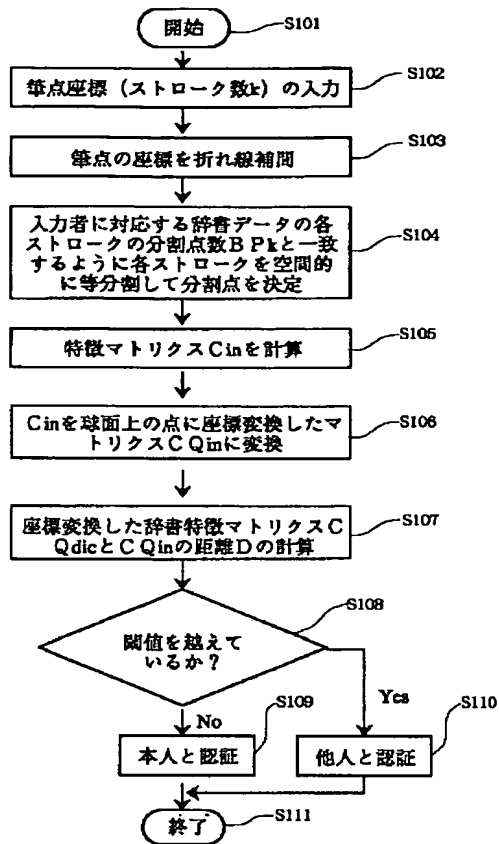 開始
S101
筆点座標（ストローク数k）の入力
S102
筆点の座標を折れ線補間
S103
入力者に対応する辞書データの各
ストロークの分割点数ＢＰkと一致
するように各ストロークを空間的
に等分割して分割点を決定
S104
特徴マトリクスCinを計算
S105
Cinを球面上の点に座標変換したマ
トリクスＣＱinに変換
S106
座標変換した辞書特徴マトリクスＣ
ＱdicとＣＱinの距離Dの計算
S107
閾値を越えて
いるか？
S108
No
Yes
本人と認証
S109
他人と認証
S110
終了
S111